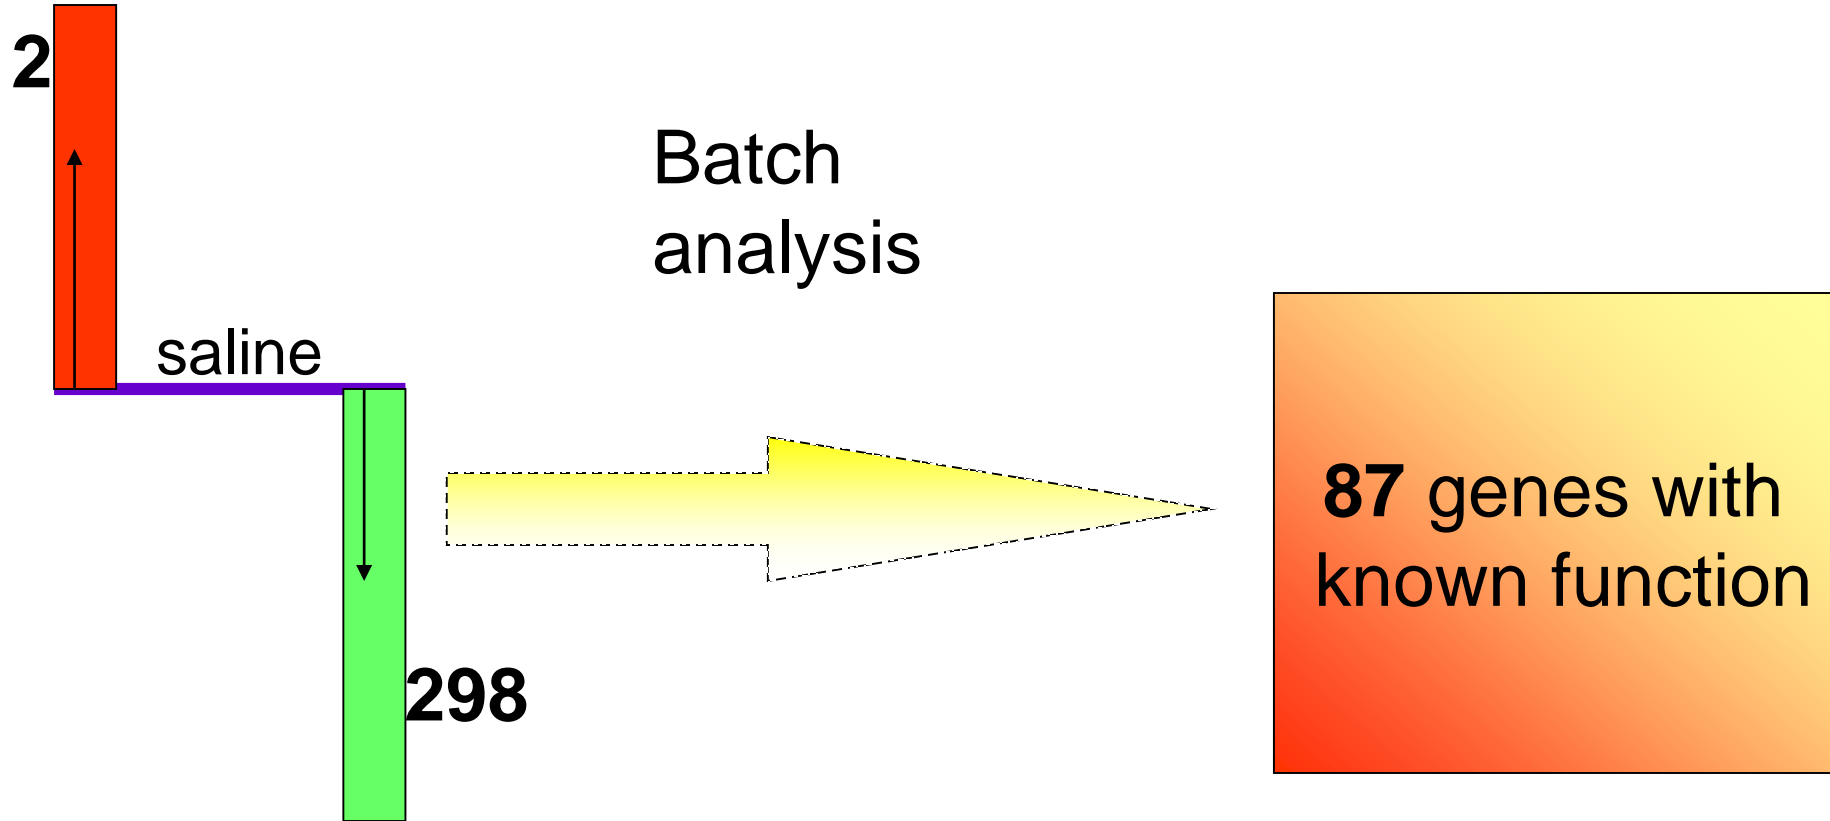 2
Batch
analysis
saline
87 genes with
known function
298